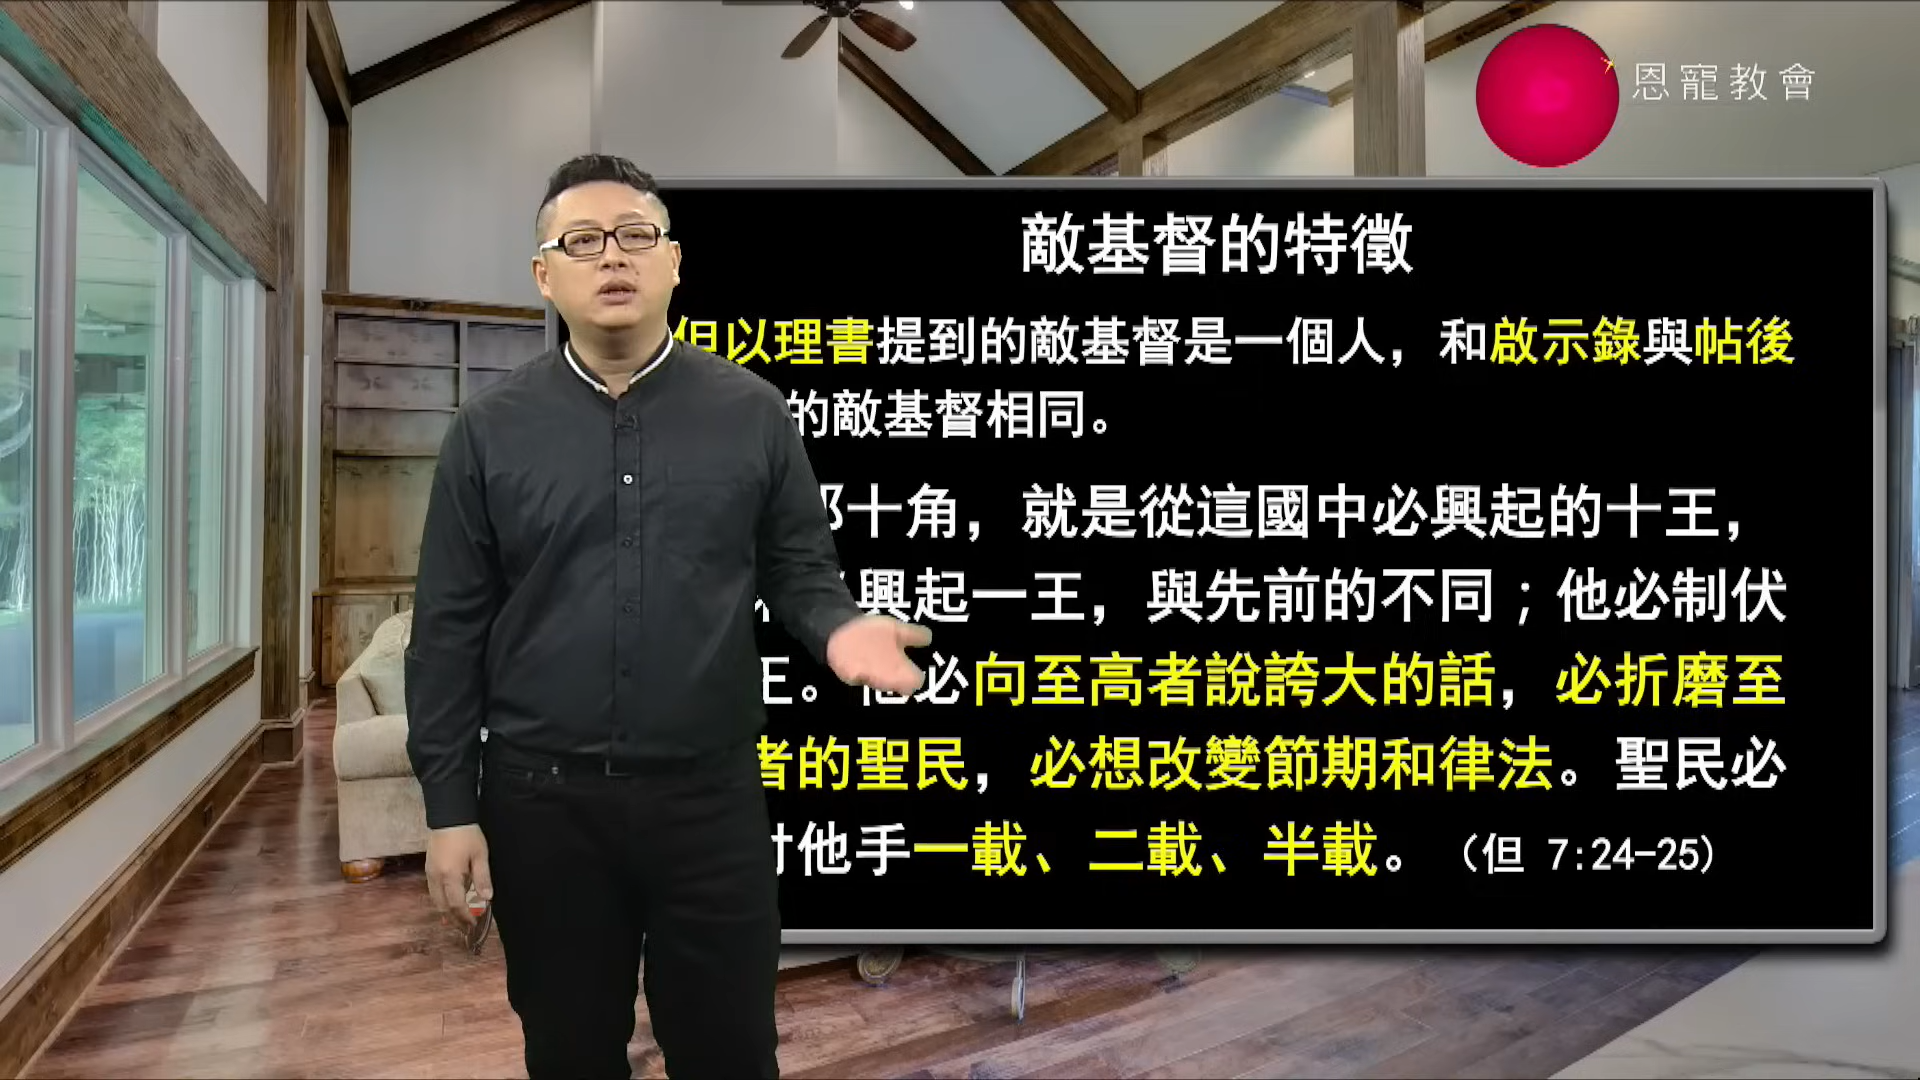 恩寵教會
敵基督的特徵
但以理書提到的敵基督是一個人，和啟示錄與帖後
的敵基督相同。
那十角，就是從這國中必興起的十王，
興起一王，與先前的不同；他必制伏
王。他必向至高者說誇大的話，必折磨至
者的聖民，必想改變節期和律法。聖民必
付他手一載、二載、半載。（但 7:24-25）